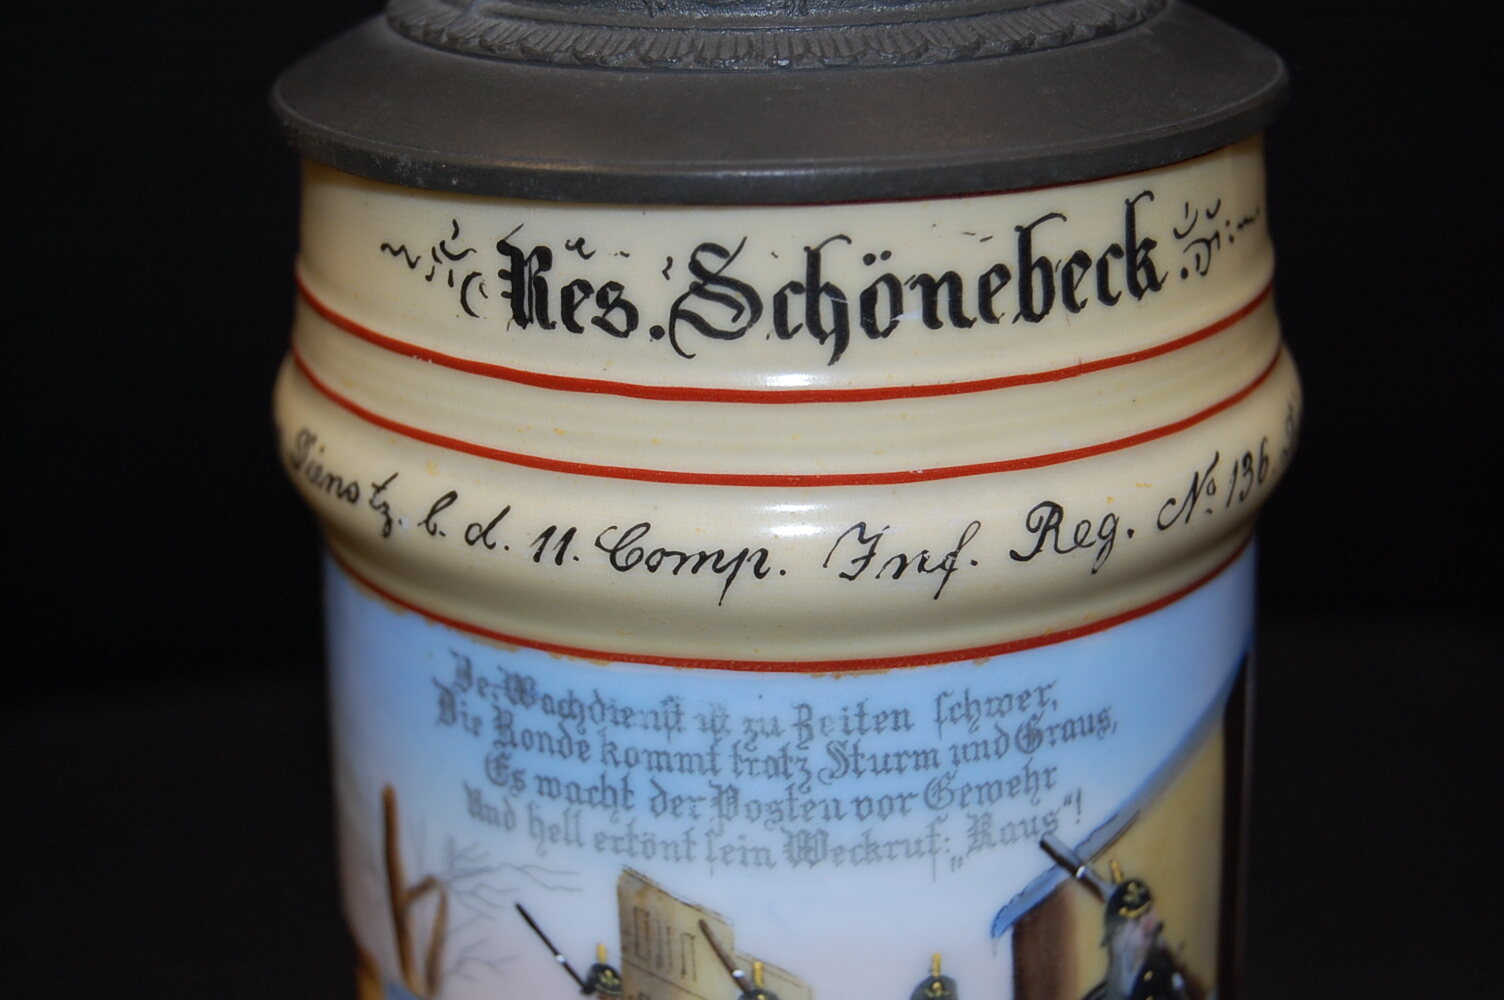 Res. Schönebeck
Dienstz. b. d. 11. Comp. Inf. Reg. No. 136.
Der Wachdienst ist zu Zeiten schwer,
Die Ronde kommt trotz Sturm und Graus,
Es wacht der Posten vor Gewehr
Und hell ertönt sein Weckruf: „Raus“!